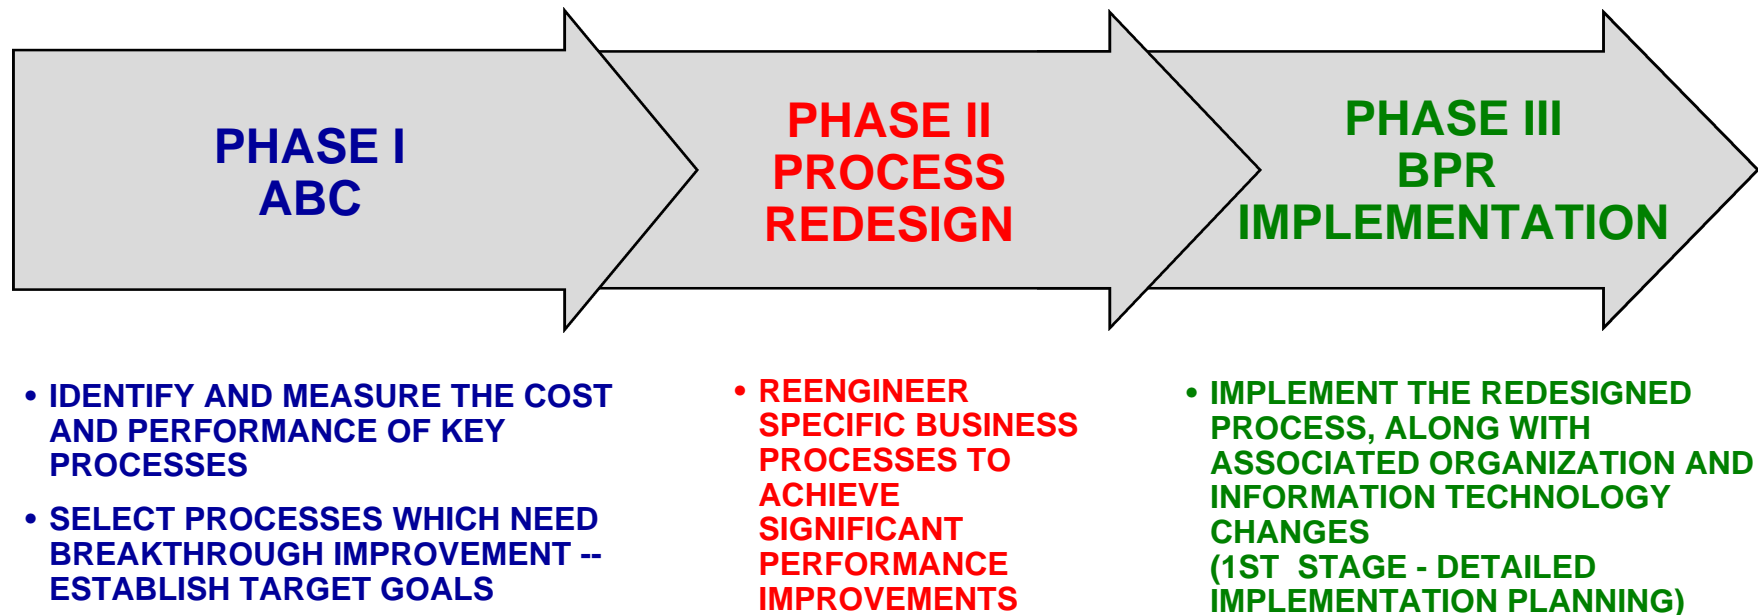 PHASE I
ABC
PHASE II
PROCESS
REDESIGN
PHASE III
BPR
IMPLEMENTATION
• IDENTIFY AND MEASURE THE COST
AND PERFORMANCE OF KEY
PROCESSES
• SELECT PROCESSES WHICH NEED
BREAKTHROUGH IMPROVEMENT --
ESTABLISH TARGET GOALS
• REENGINEER
SPECIFIC BUSINESS
PROCESSES TO
ACHIEVE
SIGNIFICANT
PERFORMANCE
IMPROVEMENTS
• IMPLEMENT THE REDESIGNED
PROCESS, ALONG WITH
ASSOCIATED ORGANIZATION AND
INFORMATION TECHNOLOGY
CHANGES
(1ST STAGE - DETAILED
IMPLEMENTATION PLANNING)